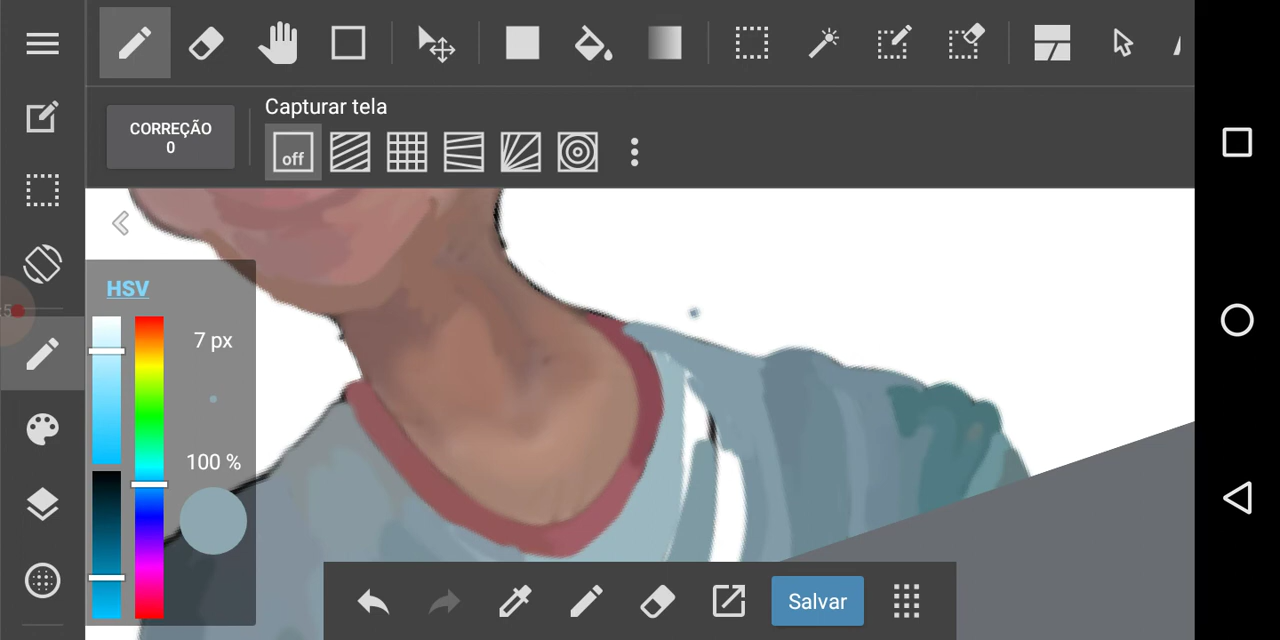 Capturar tela
CORREÇÃO
0
off
HSV
7 px
100 %
Salvar